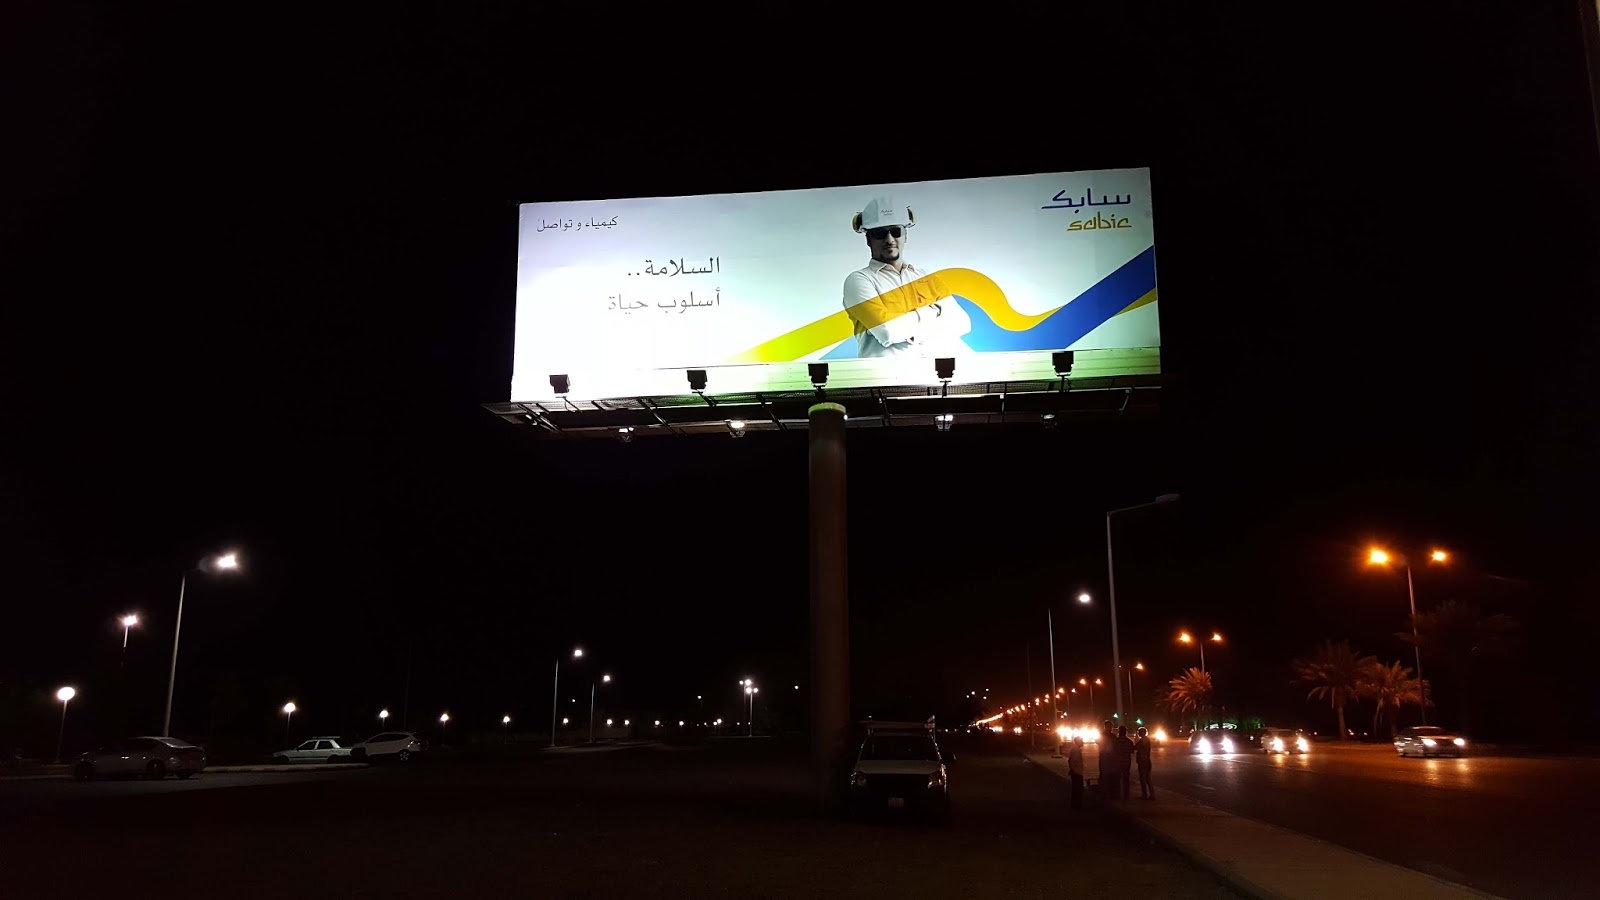 سابك
sabic
كيمياء و تواصل
السلامة..
أسلوب حياة